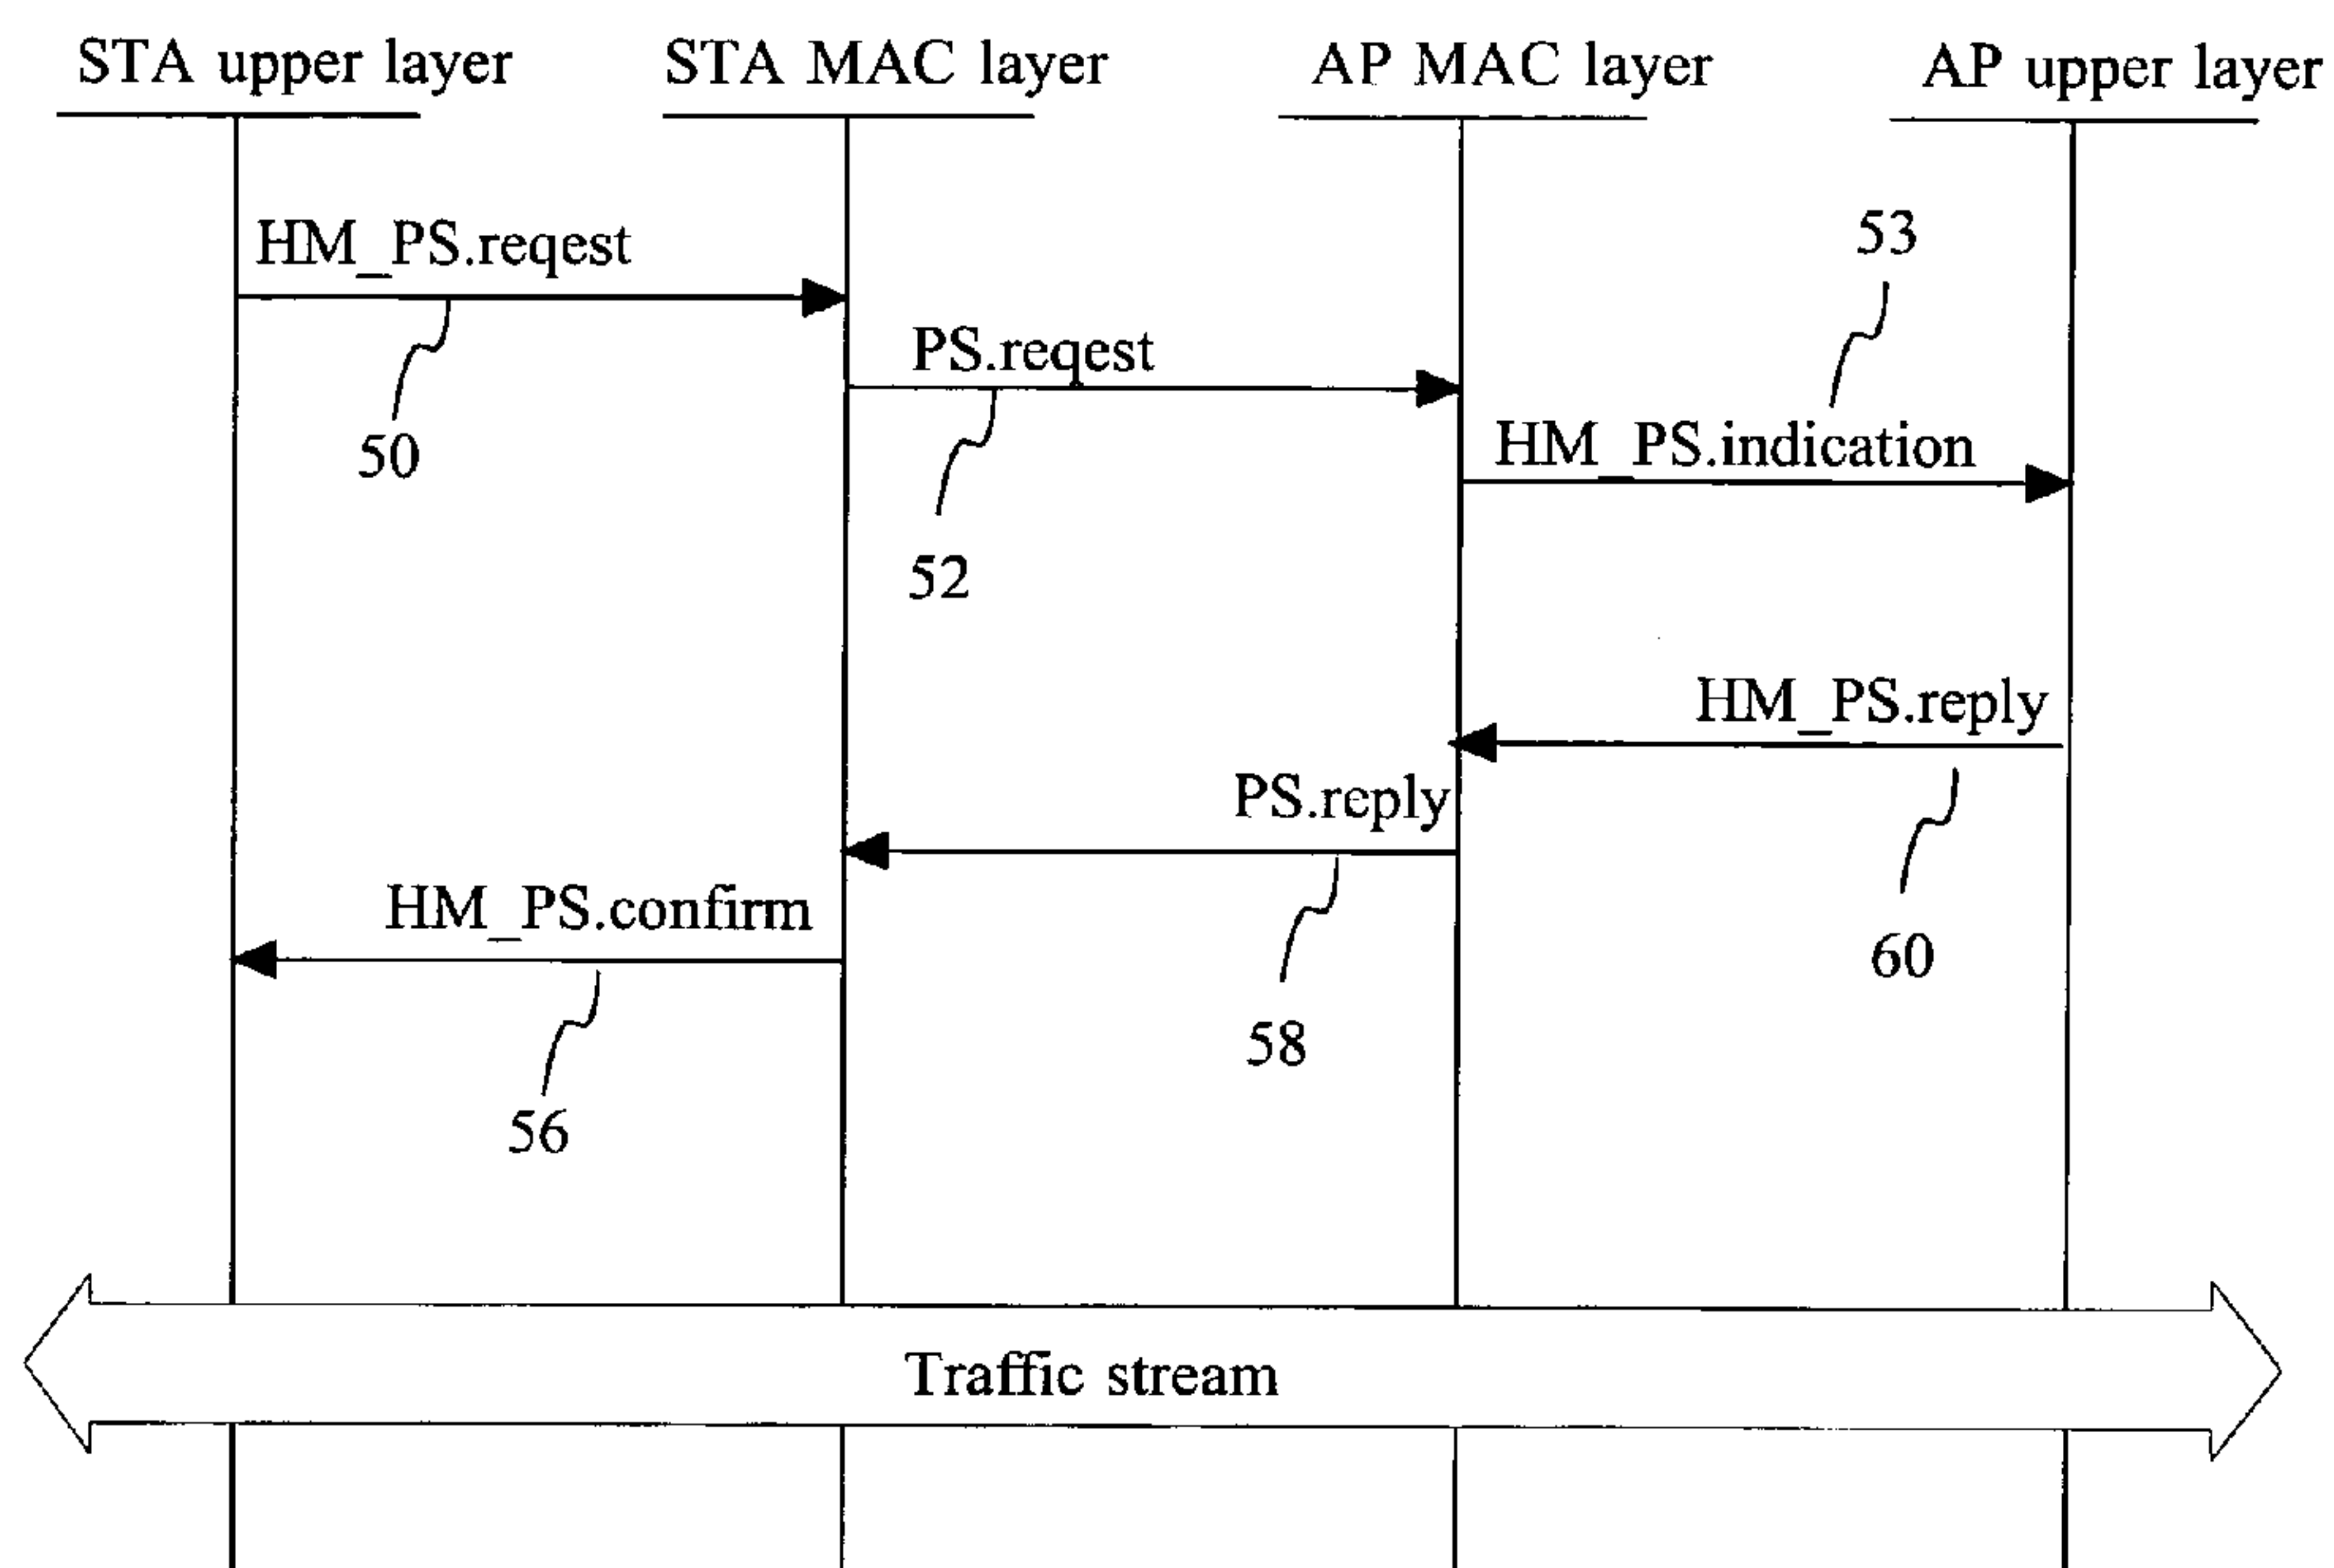 STA upper layer
STA MAC layer
AP MAC layer
AP upper layer
HM_PS.reqest
53
PS.reqest
50
HM_PS.indication
52
HM_PS.reply
PS.reply
HM_PS.confirm
60
58
56
Traffic stream